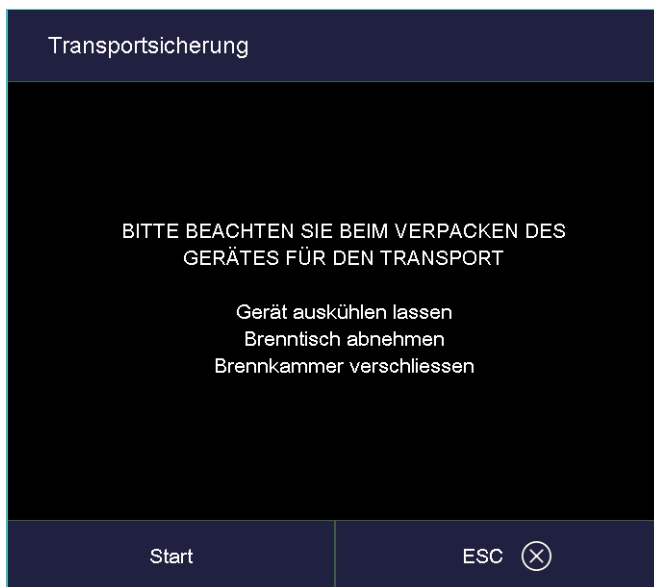 Transportsicherung
BITTE BEACHTEN SIE BEIM VERPACKEN DES
GERÄTES FÜR DEN TRANSPORT
Gerät auskühlen lassen
Brenntisch abnehmen
Brennkammer verschliessen
Start
ESC